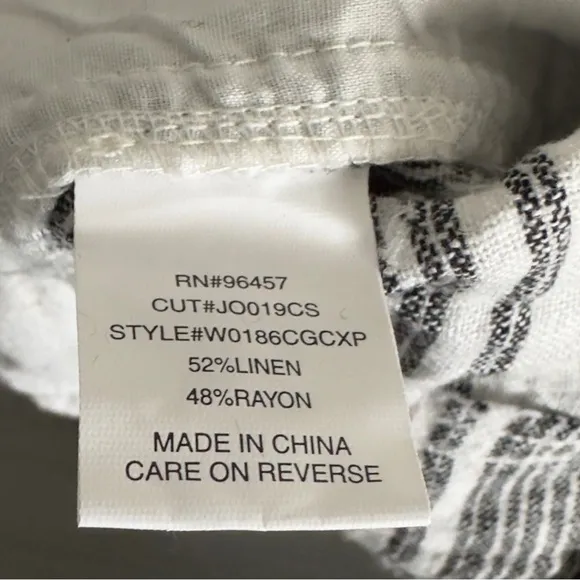 RN#96457
CUT#JO019CS
STYLE#W0186CGCXP
52%LINEN
48%RAYON
MADE IN CHINA
CARE ON REVERSE